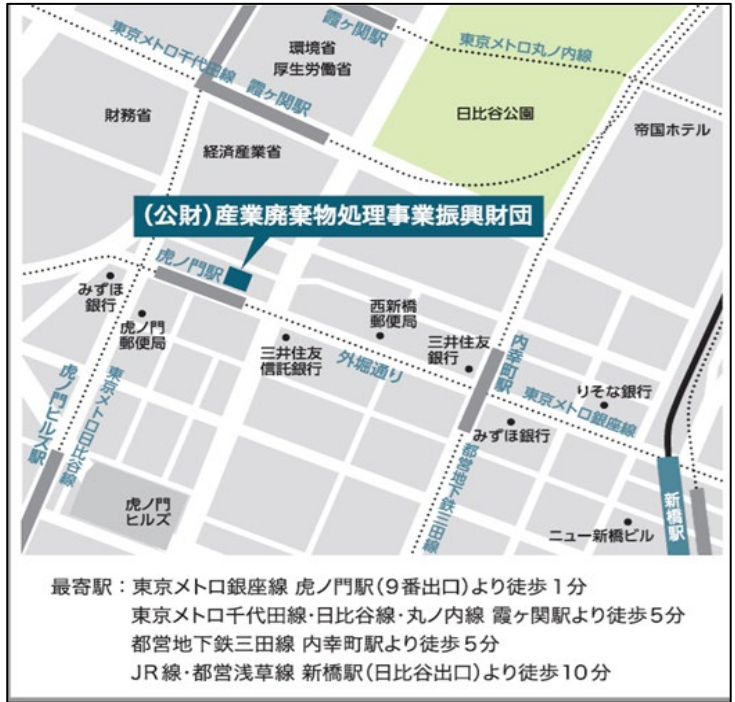 霞ヶ関駅
東京メトロ丸ノ内線
東京メトロ千代田線
環境省
厚生労働省
霞ヶ関駅
財務省
日比谷公園
帝国ホテル
経済産業省
(公財)産業廃棄物処理事業振興財団
虎ノ門駅
みずほ
銀行
虎ノ門
郵便局
西新橋
郵便局
三井住友
信託銀行
外堀通り
三井住友
銀行
内幸町駅
りそな銀行
東京メトロ銀座線
みずほ銀行
虎ノ門ヒルズ駅
東京メトロ日比谷線
都営地下鉄三田線
虎ノ門
ヒルズ
新橋駅
ニュー新橋ビル
最寄駅：東京メトロ銀座線 虎ノ門駅(9番出口)より徒歩1分
東京メトロ千代田線・日比谷線・丸ノ内線 霞ヶ関駅より徒歩5分
都営地下鉄三田線 内幸町駅より徒歩5分
JR線・都営浅草線 新橋駅(日比谷出口)より徒歩10分